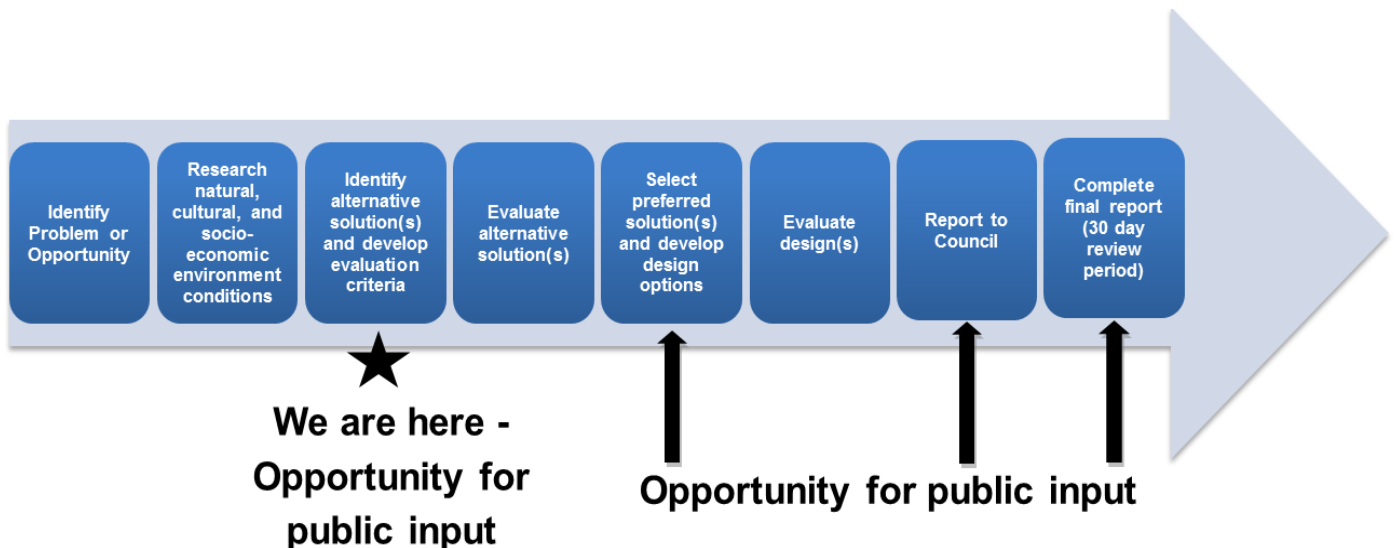 Identify
Problem or
Opportunity
Research
natural,
cultural, and
socio-
economic
environment
conditions
Identify
alternative
solution(s)
and develop
evaluation
criteria
Evaluate
alternative
solution(s)
Select
preferred
solution(s)
and develop
design
options
Evaluate
design(s)
Report to
Council
Complete
final report
(30 day
review
period)
We are here -
Opportunity for
public input
Opportunity for public input